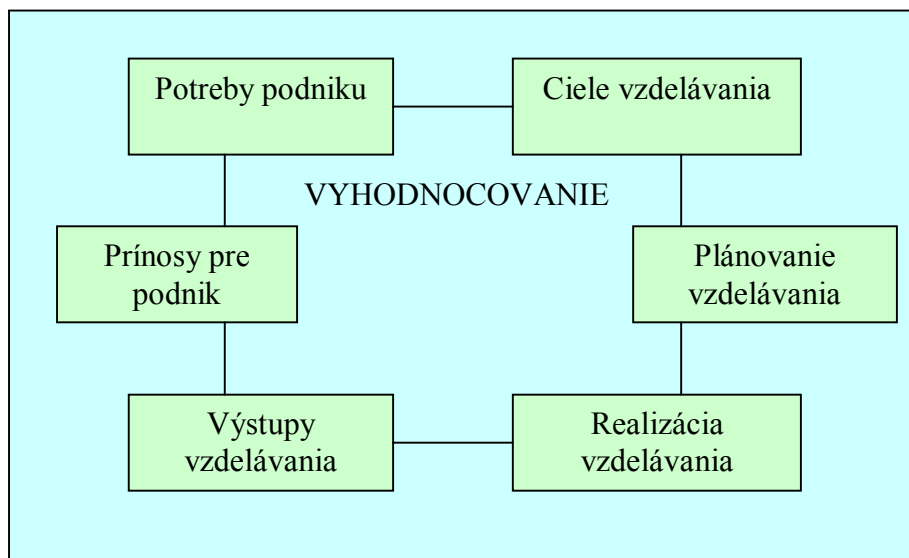 Potreby podniku
Ciele vzdelávania
VYHODNOCOVANIE
Prínosy pre
podnik
Plánovanie
vzdelávania
Výstupy
vzdelávania
Realizácia
vzdelávania